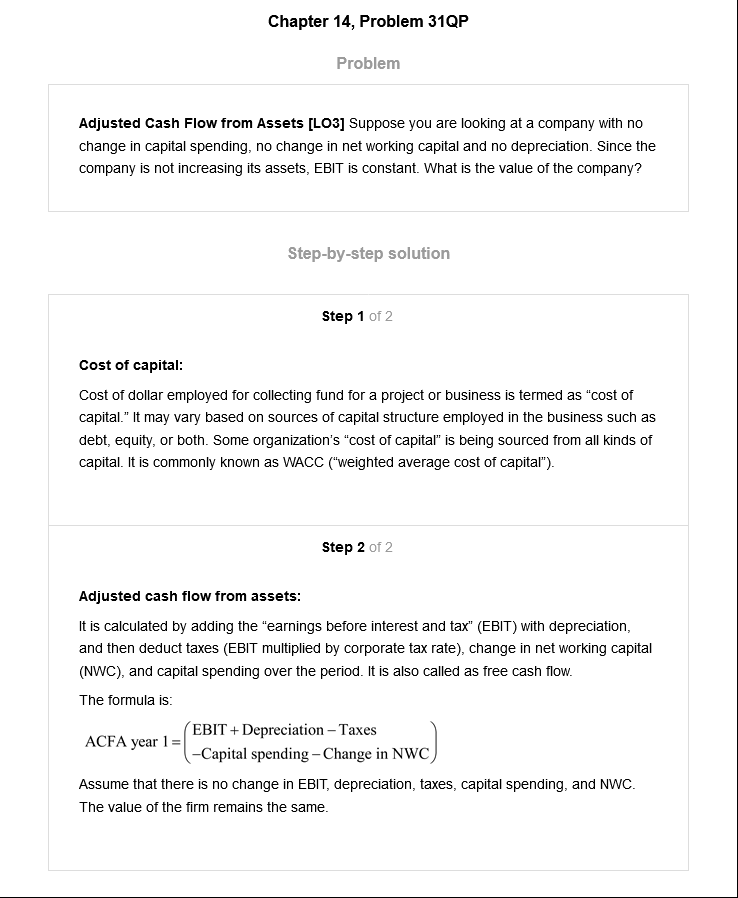 Chapter 14, Problem 31QP
Problem
Adjusted Cash Flow from Assets [LO3] Suppose you are looking at a company with no
change in capital spending, no change in net working capital and no depreciation. Since the
company is not increasing its assets, EBIT is constant. What is the value of the company?
Step-by-step solution
Step 1 of 2
Cost of capital:
Cost of dollar employed for collecting fund for a project or business is termed as “cost of
capital.” It may vary based on sources of capital structure employed in the business such as
debt, equity, or both. Some organization’s “cost of capital” is being sourced from all kinds of
capital. It is commonly known as WACC (“weighted average cost of capital”).
Step 2 of 2
Adjusted cash flow from assets:
It is calculated by adding the “earnings before interest and tax” (EBIT) with depreciation,
and then deduct taxes (EBIT multiplied by corporate tax rate), change in net working capital
(NWC), and capital spending over the period. It is also called as free cash flow.
The formula is:
ACFA year 1 = (EBIT + Depreciation – Taxes
–Capital spending – Change in NWC)
Assume that there is no change in EBIT, depreciation, taxes, capital spending, and NWC.
The value of the firm remains the same.